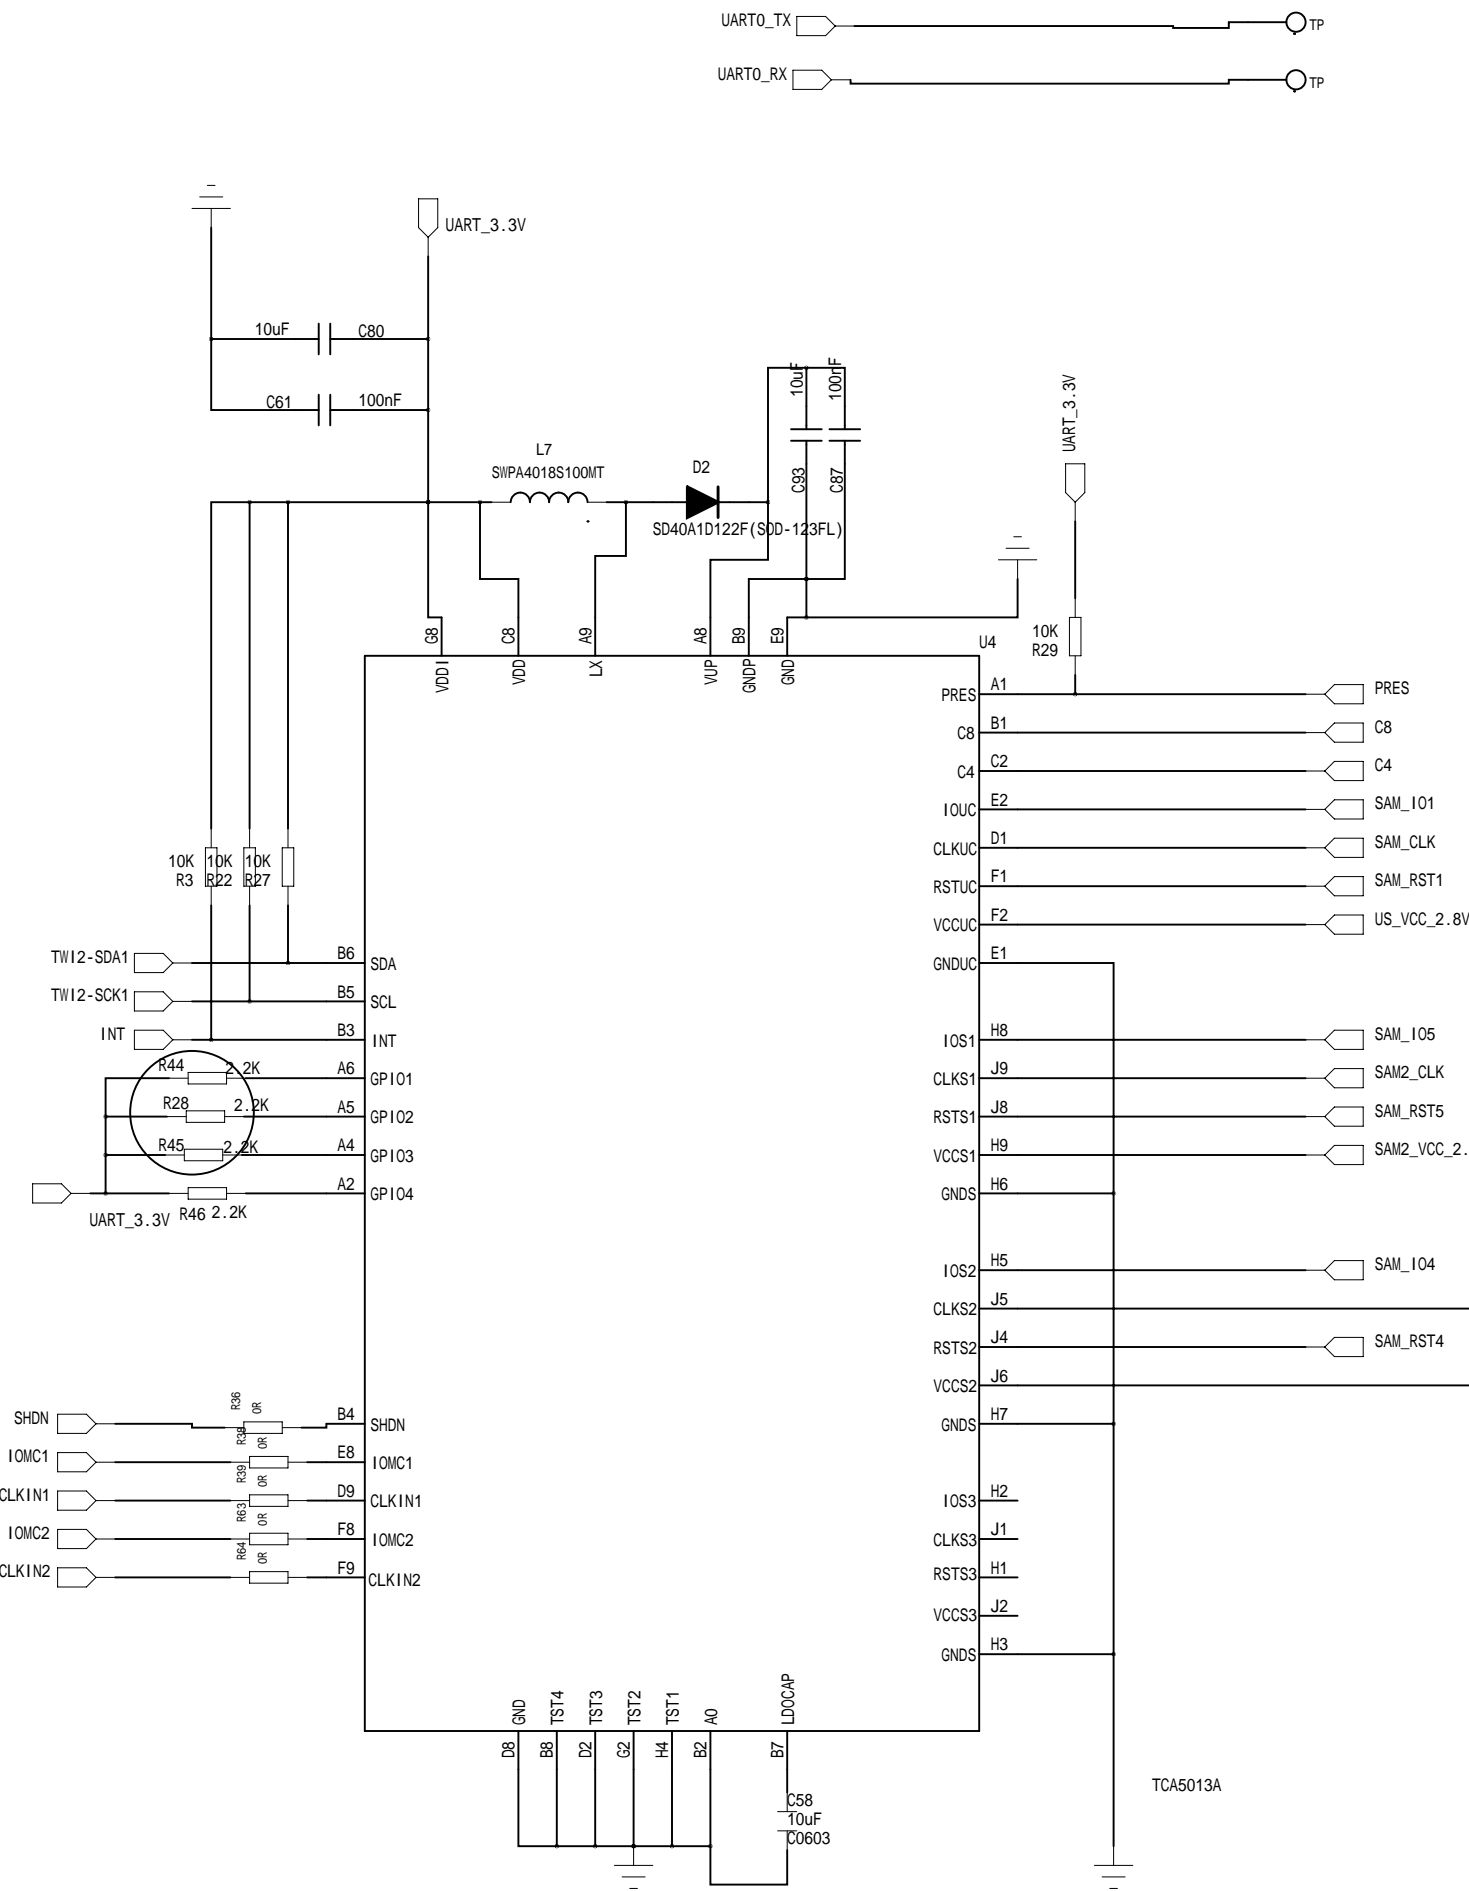 UART0_TX
TP
UART0_RX
TP
UART_3.3V
10uF
C80
C61
100nF
10uF
100nF
UART_3.3V
L7
SWPA4018S100MT
D2
C93
C87
SD40A1D122F(SOD-123FL)
G8
C8
A9
A8
B9
E9
U4
10K
R29
VDDI
VDD
LX
VUP
GNDP
GND
PRES
A1
PRES
C8
B1
C8
C4
C2
C4
IOUC
E2
SAM_IO1
CLKUC
D1
SAM_CLK
10K
10K
10K
R3
R22
R27
RSTUC
F1
SAM_RST1
VCCUC
F2
US_VCC_2.8V
TWI2-SDA1
B6
SDA
GNDUC
E1
TWI2-SCK1
B5
SCL
INT
B3
INT
IOS1
H8
SAM_IO5
R44
2.2K
A6
GPIO1
CLKS1
J9
SAM2_CLK
R28
2.2K
A5
GPIO2
RSTS1
J8
SAM_RST5
R45
2.2K
A4
GPIO3
VCCS1
H9
SAM2_VCC_2.
A2
GPIO4
GNDS
H6
UART_3.3V
R46
2.2K
IOS2
H5
SAM_IO4
CLKS2
J5
RSTS2
J4
SAM_RST4
VCCS2
J6
SHDN
R36
0R
B4
SHDN
GNDS
H7
IOMC1
R38
0R
E8
IOMC1
CLKIN1
R39
0R
D9
CLKIN1
IOS3
H2
IOMC2
R63
0R
F8
IOMC2
CLKS3
J1
CLKIN2
R64
0R
F9
CLKIN2
RSTS3
H1
VCCS3
J2
GNDS
H3
GND
TST4
TST3
TST2
TST1
A0
LDOCAP
D8
B8
D2
G2
H4
B2
B7
C58
10uF
C0603
TCA5013A